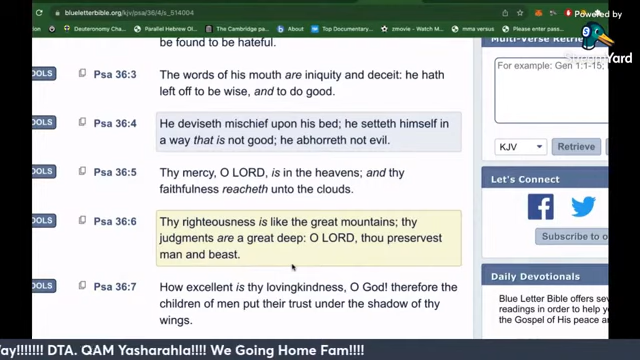 blueletterbible.org/kjv/psa/36/4/s_514004
Powered by
StreamYard
Parallel Hebrew Ol
The Cambridge pap
zmovie - Watch M
mma versus
Please enter pass
be found to be hateful.
Multi-Verse Retrie
OOLS
Psa 36:3
The words of his mouth are iniquity and deceit: he hath
left off to be wise, and to do good.
For example: Gen 1:1-15;
OOLS
Psa 36:4
He deviseth mischief upon his bed; he setteth himself in
a way that is not good; he abhorreth not evil.
KJV
Retrieve
OOLS
Psa 36:5
Thy mercy, O LORD, is in the heavens; and thy
faithfulness reacheth unto the clouds.
Let's Connect
OOLS
Psa 36:6
Thy righteousness is like the great mountains; thy
judgments are a great deep: O LORD, thou preservest
man and beast.
Subscribe to
Daily Devotionals
OOLS
Psa 36:7
How excellent is thy lovingkindness, O God! therefore the
children of men put their trust under the shadow of thy
wings.
Blue Letter Bible offers sev
readings in order to help yo
the Gospel of His peace a
Way!!!!!!! DTA. QAM Yasharahla!!!! We Going Home Fam!!!!